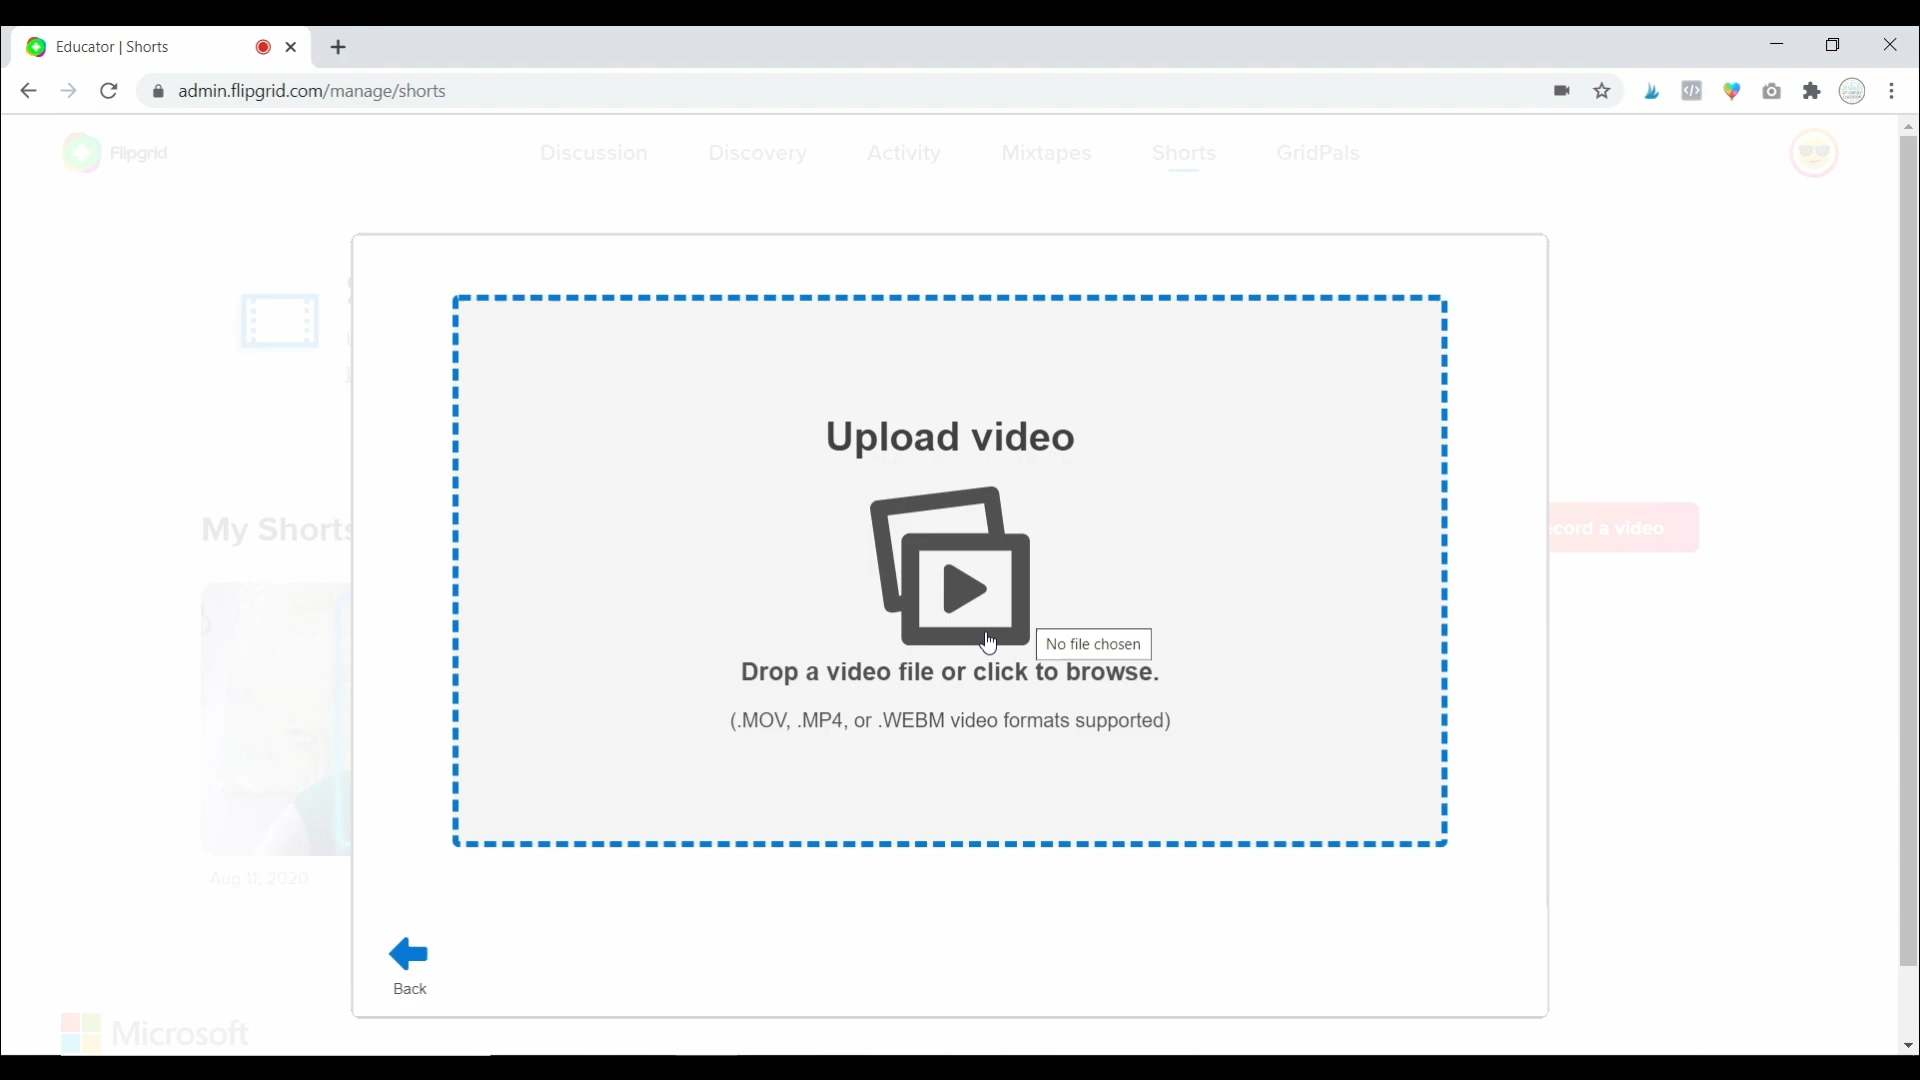 Educator | Shorts
admin.flipgrid.com/manage/shorts
Flipgrid
Discussion
Discovery
Activity
Mixtapes
Shorts
GridPals
Upload video
My Shorts
cord a video
No file chosen
Drop a video file or click to browse.
(.MOV, .MP4, or .WEBM video formats supported)
Aug 11, 2020
Back
Microsoft